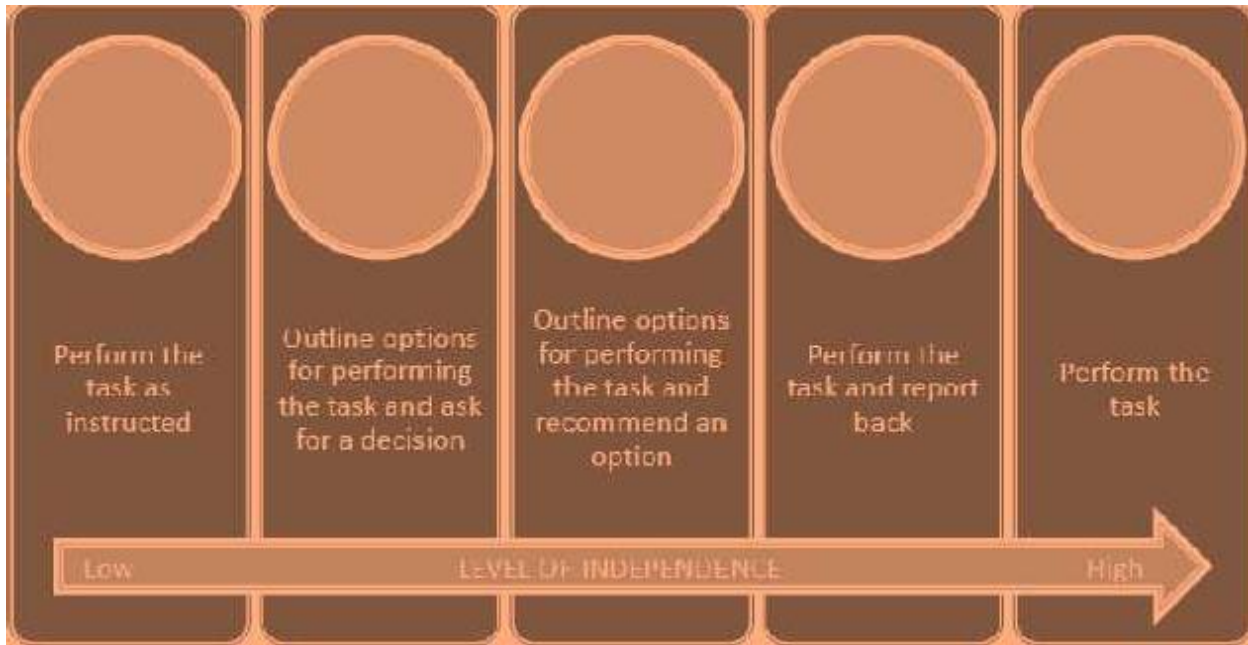 Perform the
task as
instructed
Outline options
for performing
the task and ask
for a decision
Outline options
for performing
the task and
recommend an
option
Perform the
task and report
back
Perform the
task
Low
LEVEL OF INDEPENDENCE
High